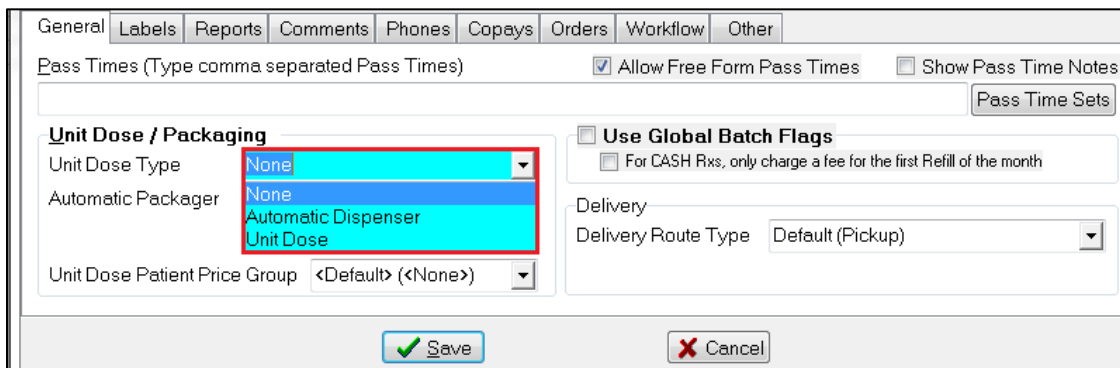 General Labels Reports Comments Phones Copays Orders Workflow Other
Pass Times (Type comma separated Pass Times) Allow Free Form Pass Times Show Pass Time Notes
Pass Time Sets
Unit Dose / Packaging
Unit Dose Type None
None
Automatic Dispenser
Unit Dose
Automatic Packager
Unit Dose Patient Price Group <Default> (<None>)
Use Global Batch Flags
For CASH Rxs, only charge a fee for the first Refill of the month
Delivery
Delivery Route Type Default (Pickup)
Save Cancel